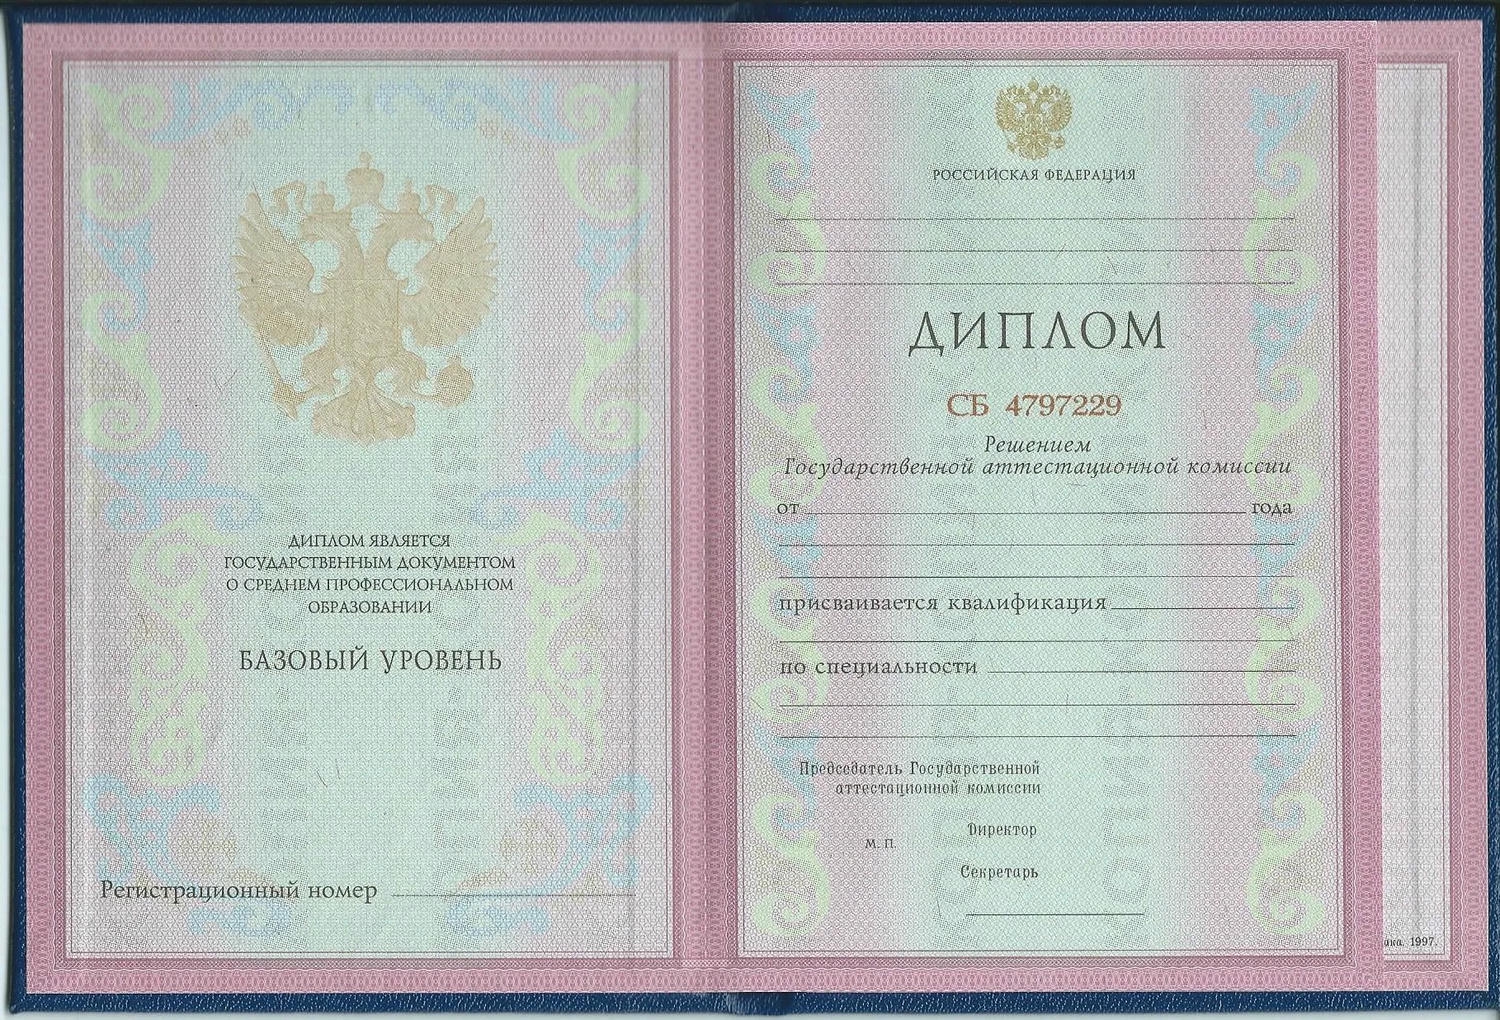 ДИПЛОМ ЯВЛЯЕТСЯ
ГОСУДАРСТВЕННЫМ ДОКУМЕНТОМ
О СРЕДНЕМ ПРОФЕССИОНАЛЬНОМ
ОБРАЗОВАНИИ
БАЗОВЫЙ УРОВЕНЬ
Регистрационный номер
РОССИЙСКАЯ ФЕДЕРАЦИЯ
ДИПЛОМ
СБ 4797229
Решением
Государственной аттестационной комиссии
от года
присваивается квалификация
по специальности
Председатель Государственной
аттестационной комиссии
Директор
М. П.
Секретарь
1997.